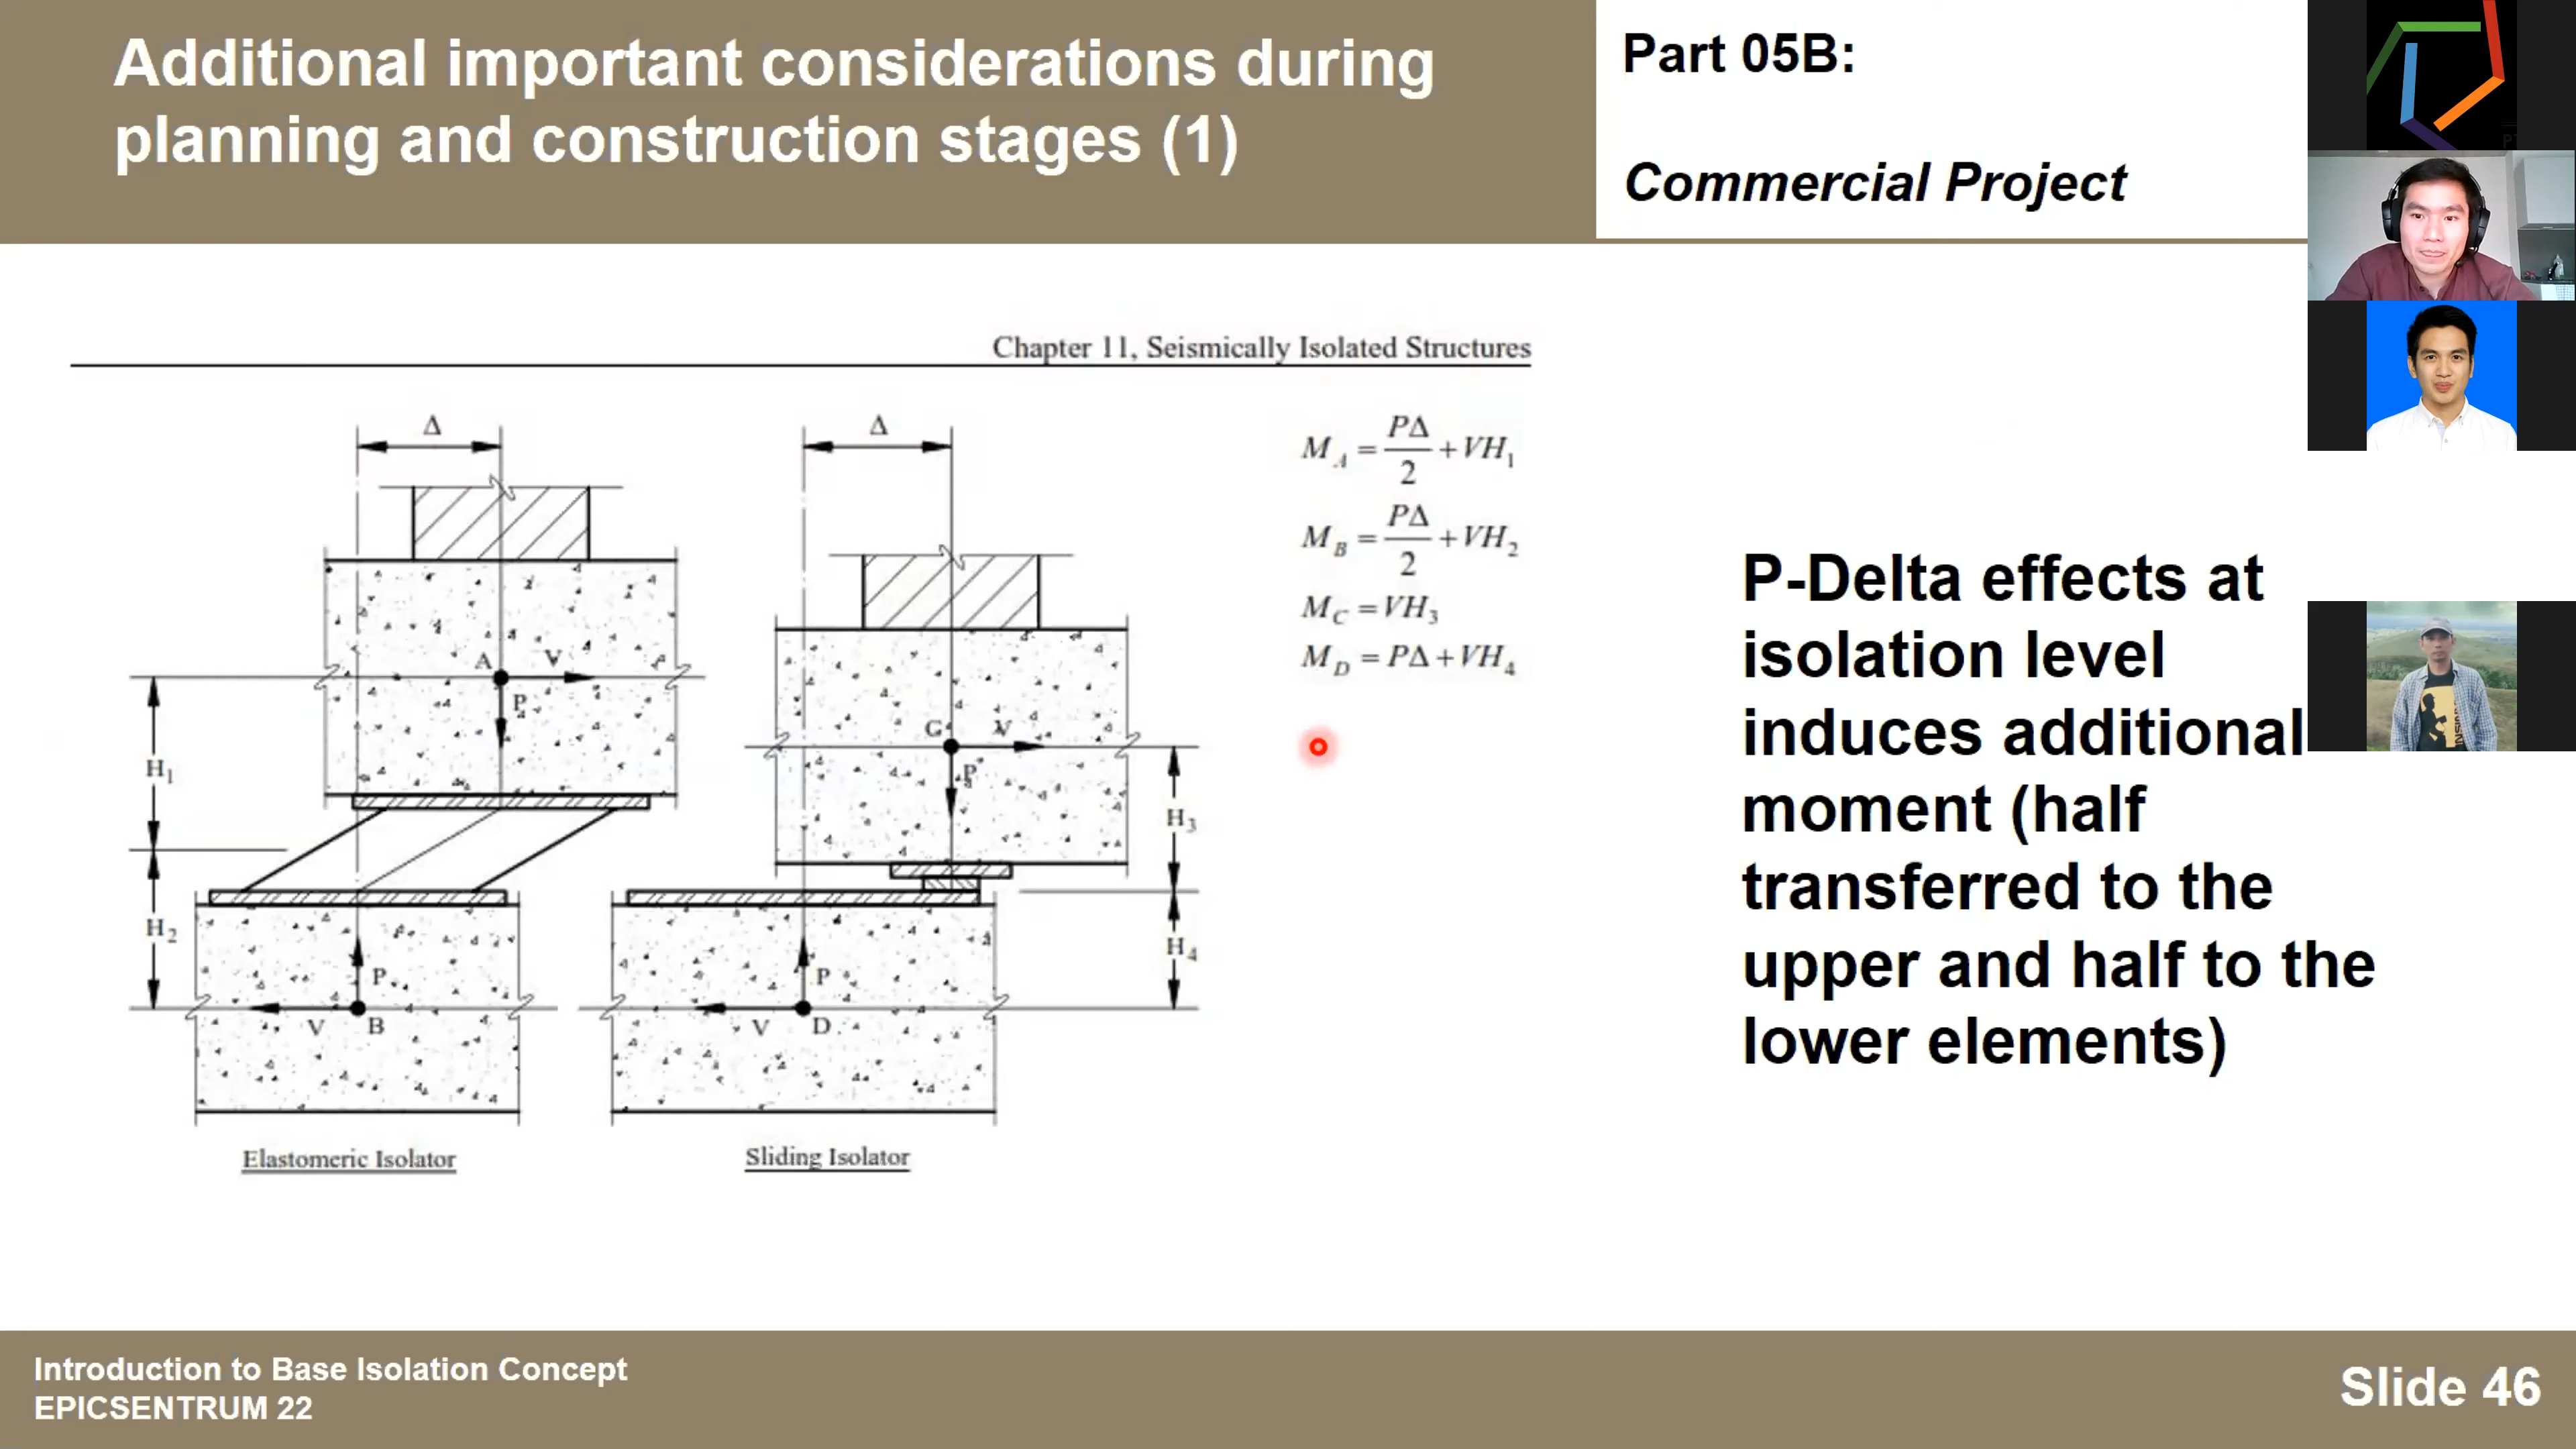 Additional important considerations during
planning and construction stages (1)
Part 05B:
Commercial Project
Chapter 11, Seismically Isolated Structures
Δ
Δ
M_A = PΔ/2 + VH_1
M_B = PΔ/2 + VH_2
M_C = VH_3
M_D = PΔ + VH_4
A V
P
H_1
H_2
P
V B
C V
P
H_3
H_4
P
V D
Elastomeric Isolator
Sliding Isolator
P-Delta effects at
isolation level
induces additional
moment (half
transferred to the
upper and half to the
lower elements)
Introduction to Base Isolation Concept
EPICSENTRUM 22
Slide 46